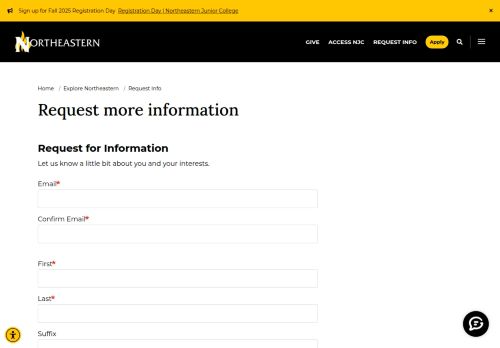 Sign up for Fall 2025 Registration Day Registration Day | Northeastern Junior College ×
NORTHEASTERN GIVE ACCESS NJC REQUEST INFO Apply
Home / Explore Northeastern / Request Info
Request more information
Request for Information
Let us know a little bit about you and your interests.
Email*
Confirm Email*
First*
Last*
Suffix